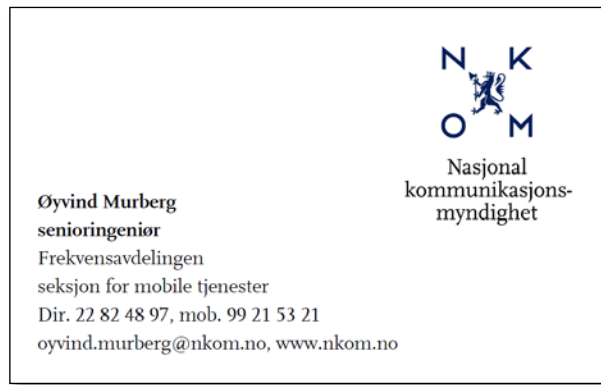 N K
O M
Nasjonal
kommunikasjons-
myndighet
Øyvind Murberg
senioringeniør
Frekvensavdelingen
seksjon for mobile tjenester
Dir. 22 82 48 97, mob. 99 21 53 21
oyvind.murberg@nkom.no, www.nkom.no